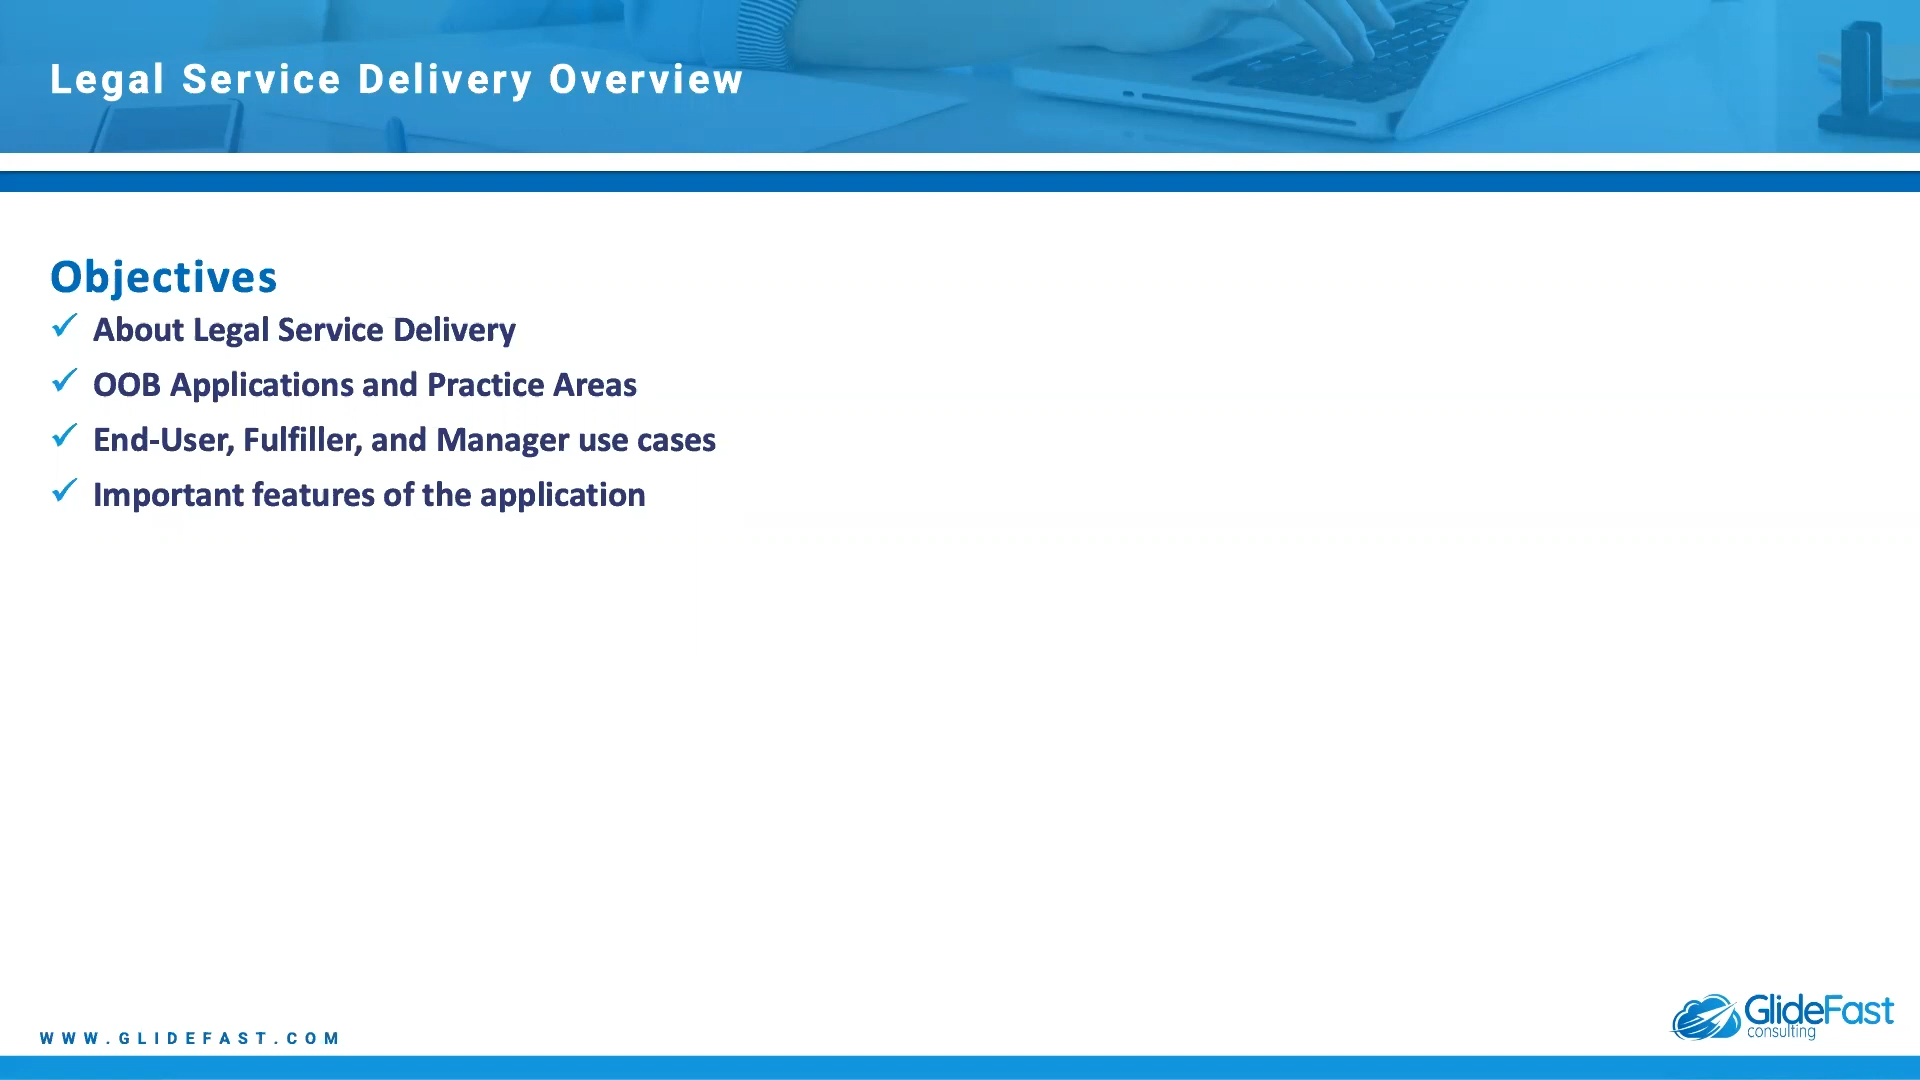 Legal Service Delivery Overview
Objectives
✓ About Legal Service Delivery
✓ OOB Applications and Practice Areas
✓ End-User, Fulfiller, and Manager use cases
✓ Important features of the application
WWW.GLIDEFAST.COM
GlideFast
consulting